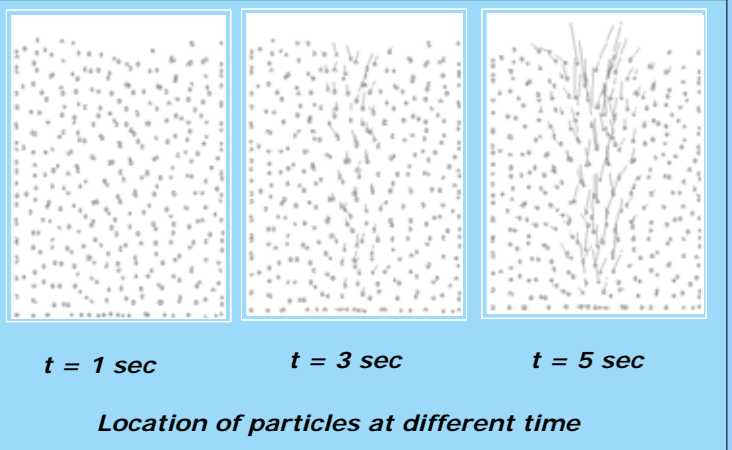 t = 1 sec
t = 3 sec
t = 5 sec
Location of particles at different time